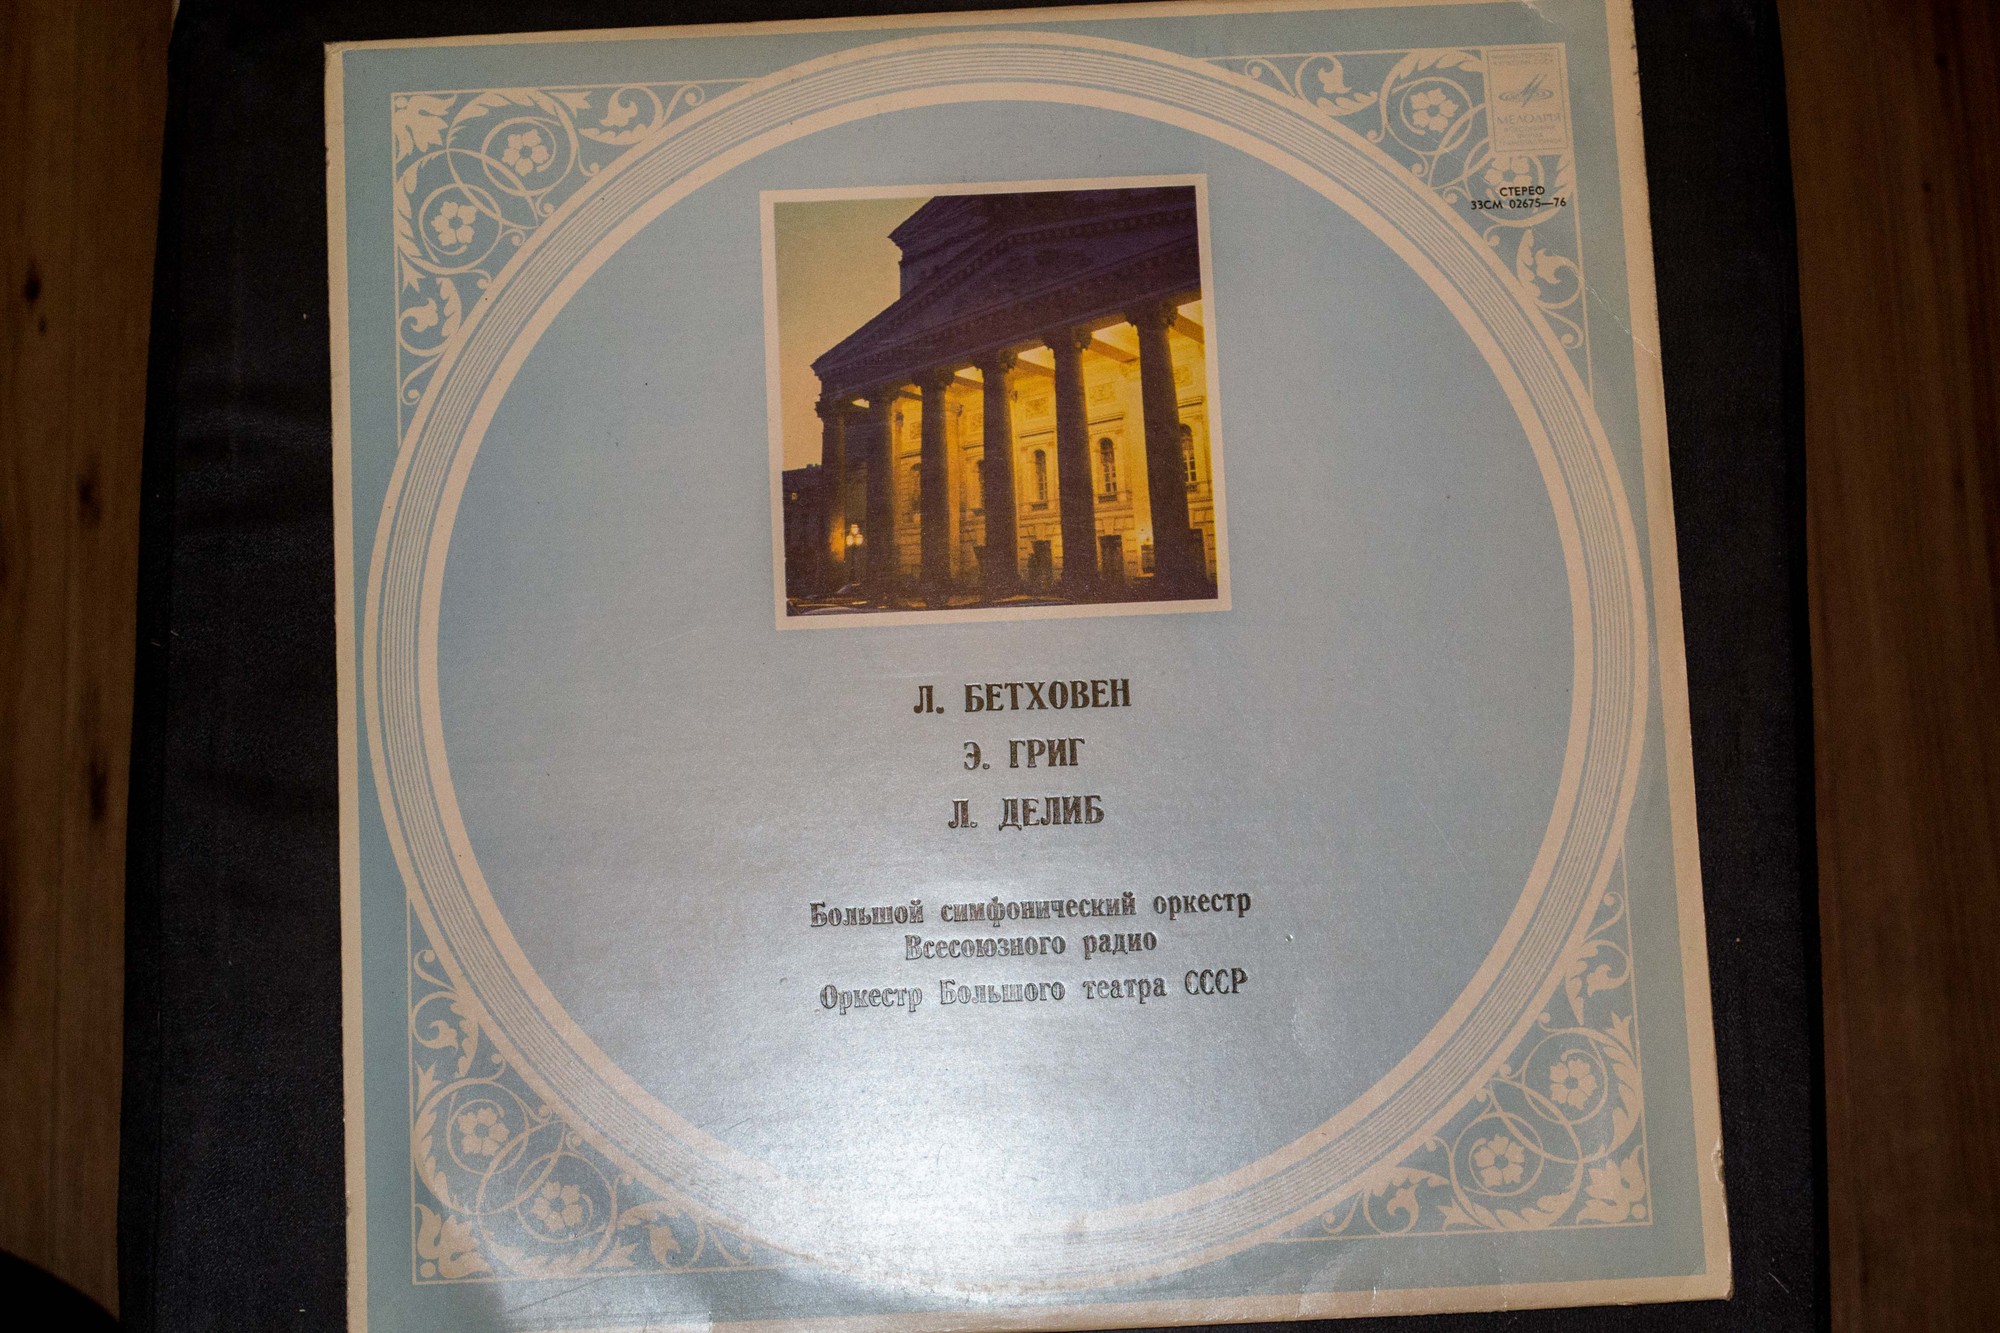 МЕЛОДИЯ
СТЕРЕО
33СМ 02675—76
Л. БЕТХОВЕН
Э. ГРИГ
Л. ДЕЛИБ
Большой симфонический оркестр
Всесоюзного радио
Оркестр Большого театра СССР